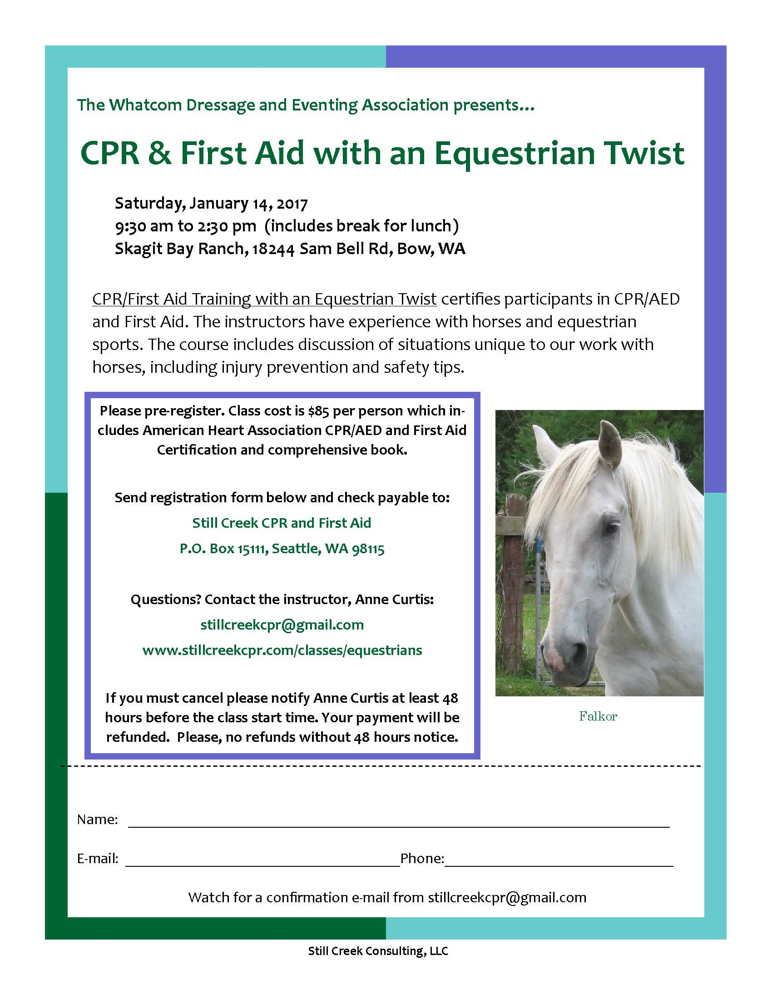 The Whatcom Dressage and Eventing Association presents…
CPR & First Aid with an Equestrian Twist
Saturday, January 14, 2017
9:30 am to 2:30 pm  (includes break for lunch)
Skagit Bay Ranch, 18244 Sam Bell Rd, Bow, WA
CPR/First Aid Training with an Equestrian Twist certifies participants in CPR/AED
and First Aid. The instructors have experience with horses and equestrian
sports. The course includes discussion of situations unique to our work with
horses, including injury prevention and safety tips.
Please pre-register. Class cost is $85 per person which in-
cludes American Heart Association CPR/AED and First Aid
Certification and comprehensive book.
Send registration form below and check payable to:
Still Creek CPR and First Aid
P.O. Box 15111, Seattle, WA 98115
Questions? Contact the instructor, Anne Curtis:
stillcreekcpr@gmail.com
www.stillcreekcpr.com/classes/equestrians
If you must cancel please notify Anne Curtis at least 48
hours before the class start time. Your payment will be
refunded.  Please, no refunds without 48 hours notice.
Falkor
Name:
E-mail: Phone:
Watch for a confirmation e-mail from stillcreekcpr@gmail.com
Still Creek Consulting, LLC